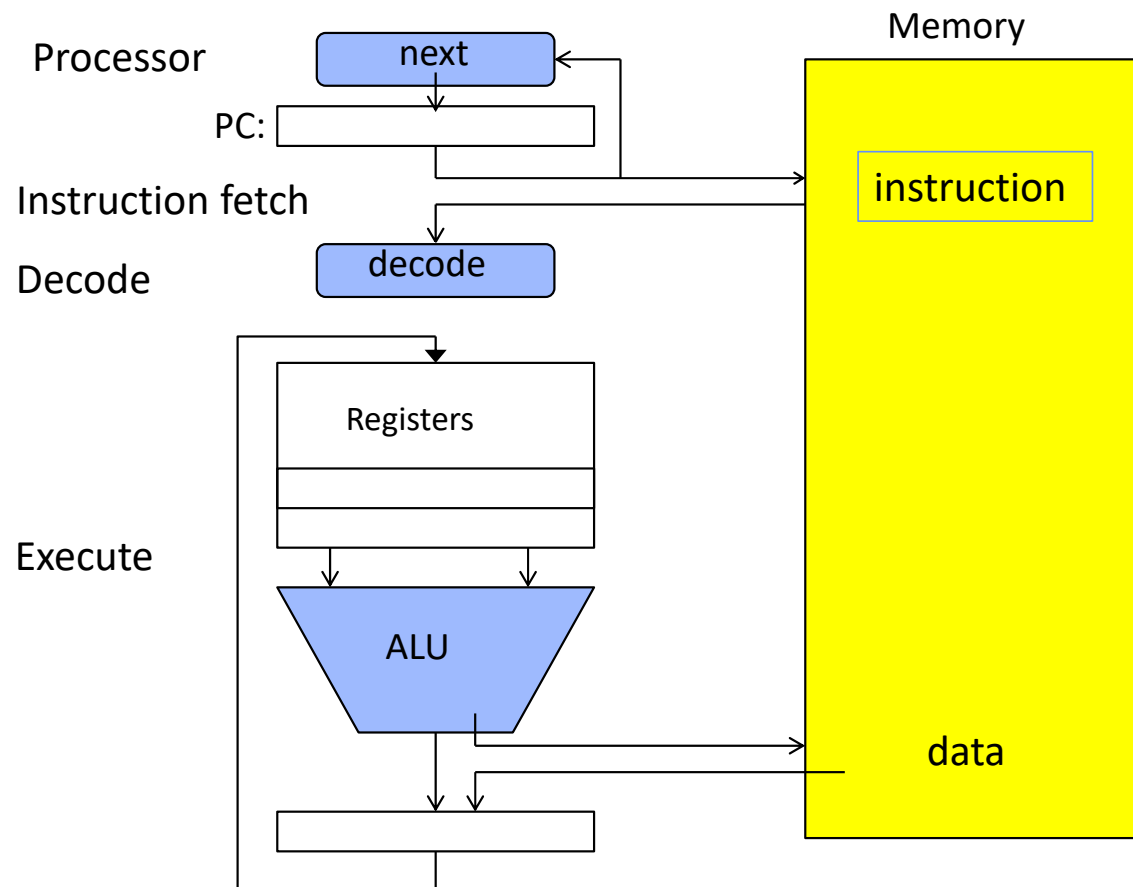 Memory
Processor
next
PC:
instruction
Instruction fetch
decode
Decode
Registers
Execute
ALU
data